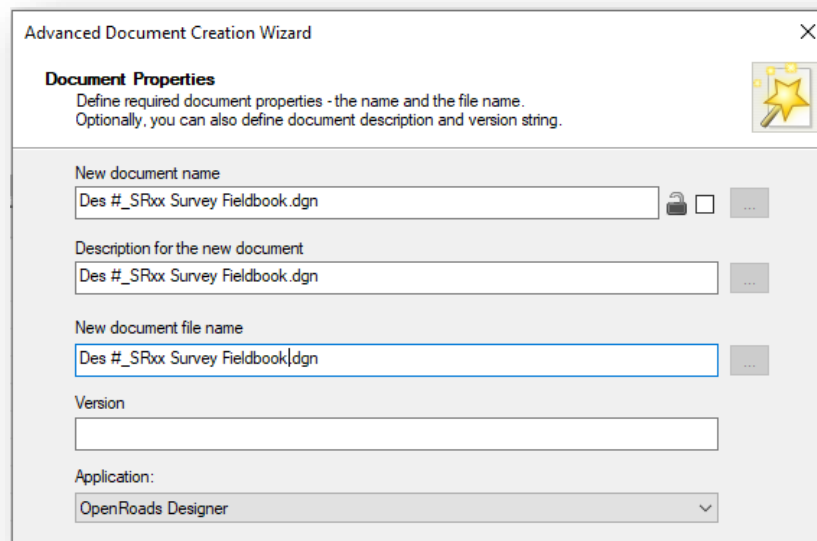 Advanced Document Creation Wizard
Document Properties
Define required document properties - the name and the file name.
Optionally, you can also define document description and version string.
New document name
Des #_SRxx Survey Fieldbook.dgn
...
Description for the new document
Des #_SRxx Survey Fieldbook.dgn
...
New document file name
Des #_SRxx Survey Fieldbook.dgn
...
Version
Application:
OpenRoads Designer